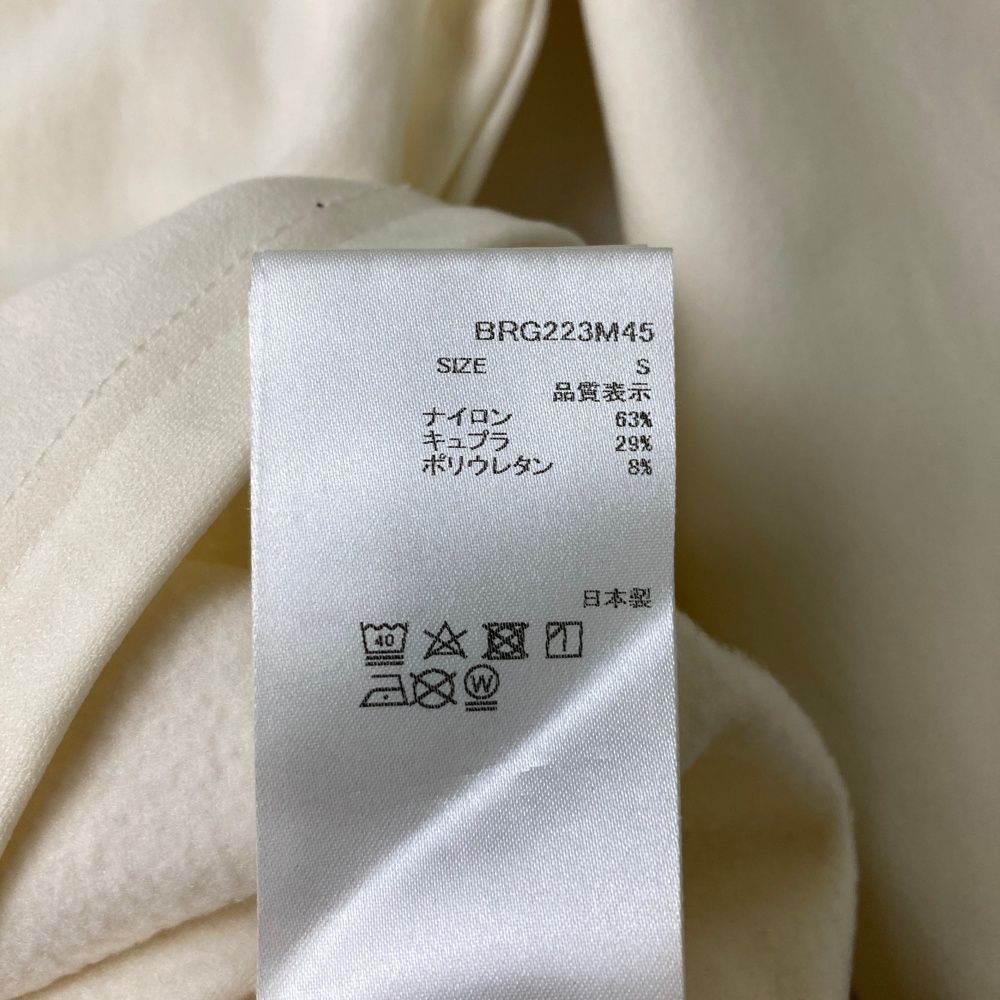 BRG223M45
SIZE S
品質表示
ナイロン 63%
キュプラ 29%
ポリウレタン 8%
日本製
40
W